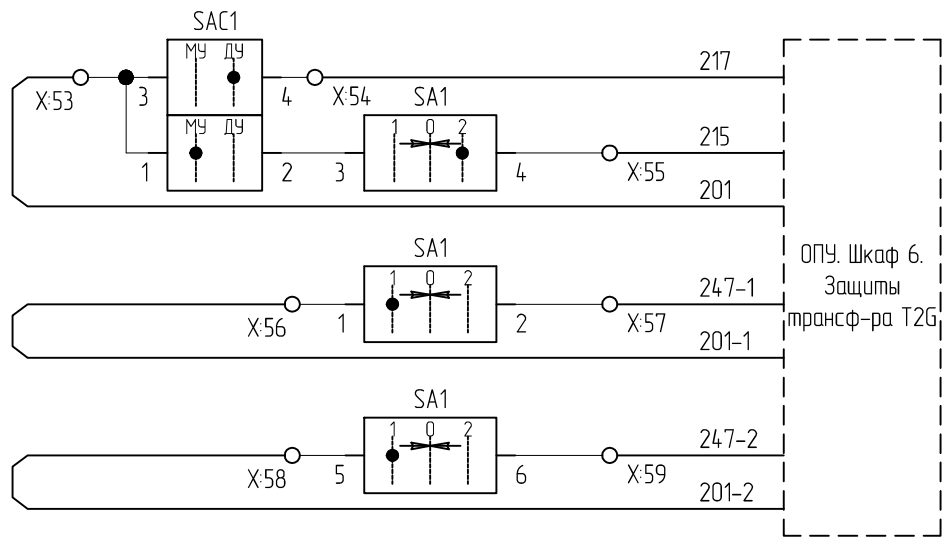 SAC1
МУ ДУ
217
X:53
3
4
X:54
SA1
МУ ДУ
1 0 2
215
1
2
3
4
X:55
201
SA1
1 0 2
247-1
X:56
1
2
X:57
201-1
ОПУ. Шкаф 6.
Защиты
трансф-ра T2G
SA1
1 0 2
247-2
X:58
5
6
X:59
201-2